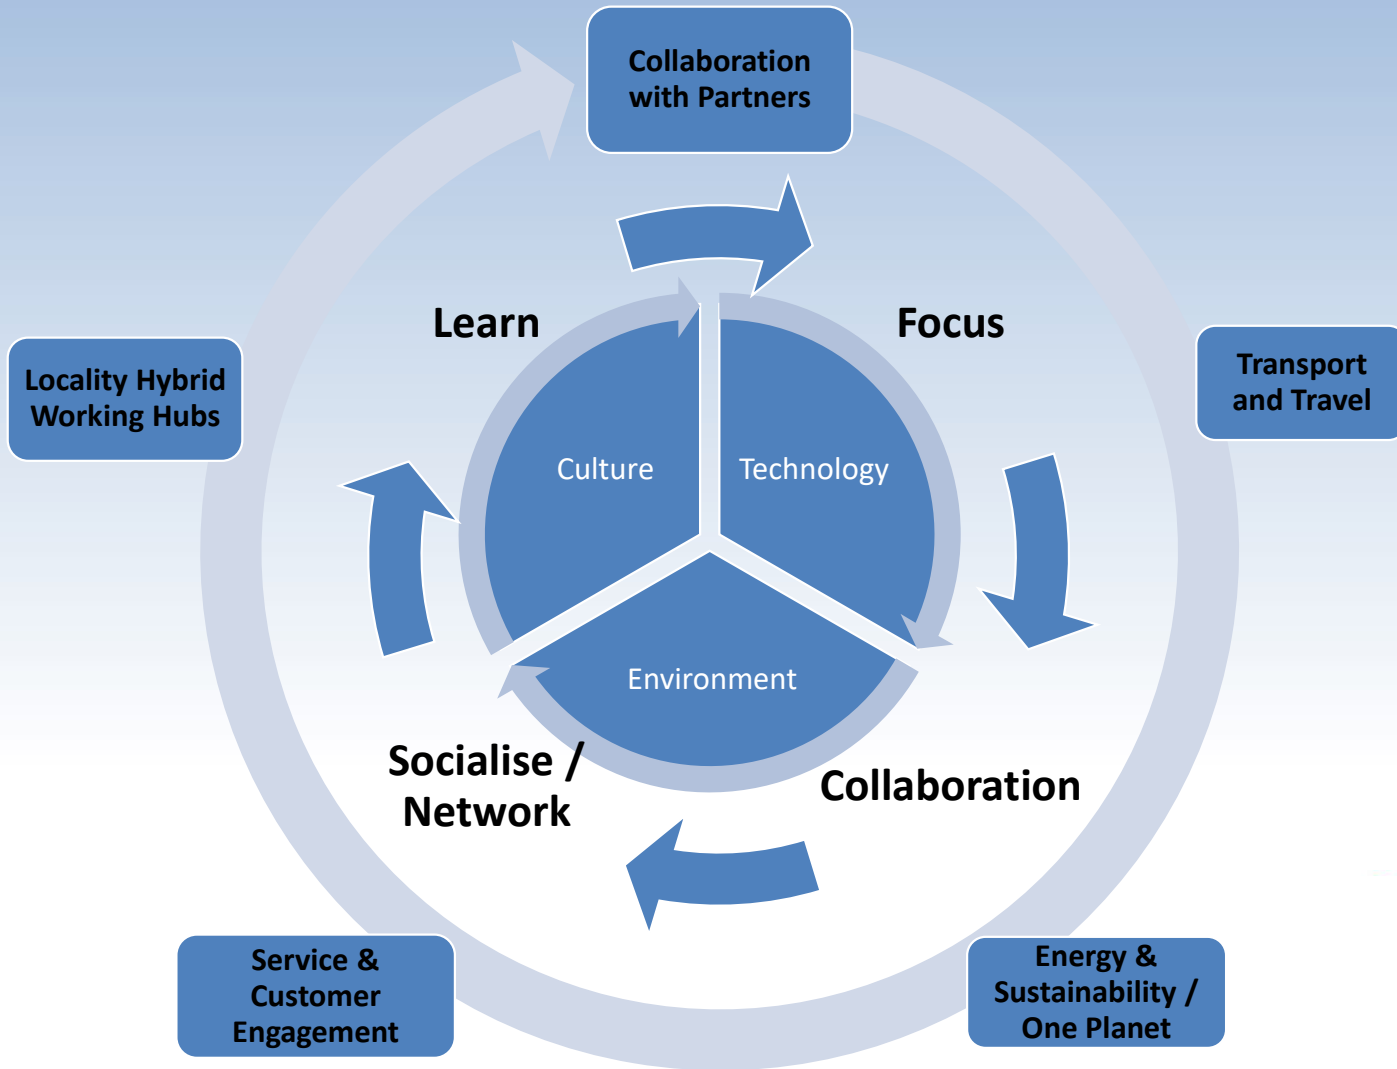 Collaboration
with Partners
Learn
Focus
Locality Hybrid
Working Hubs
Transport
and Travel
Culture
Technology
Environment
Socialise /
Network
Collaboration
Service &
Customer
Engagement
Energy &
Sustainability /
One Planet